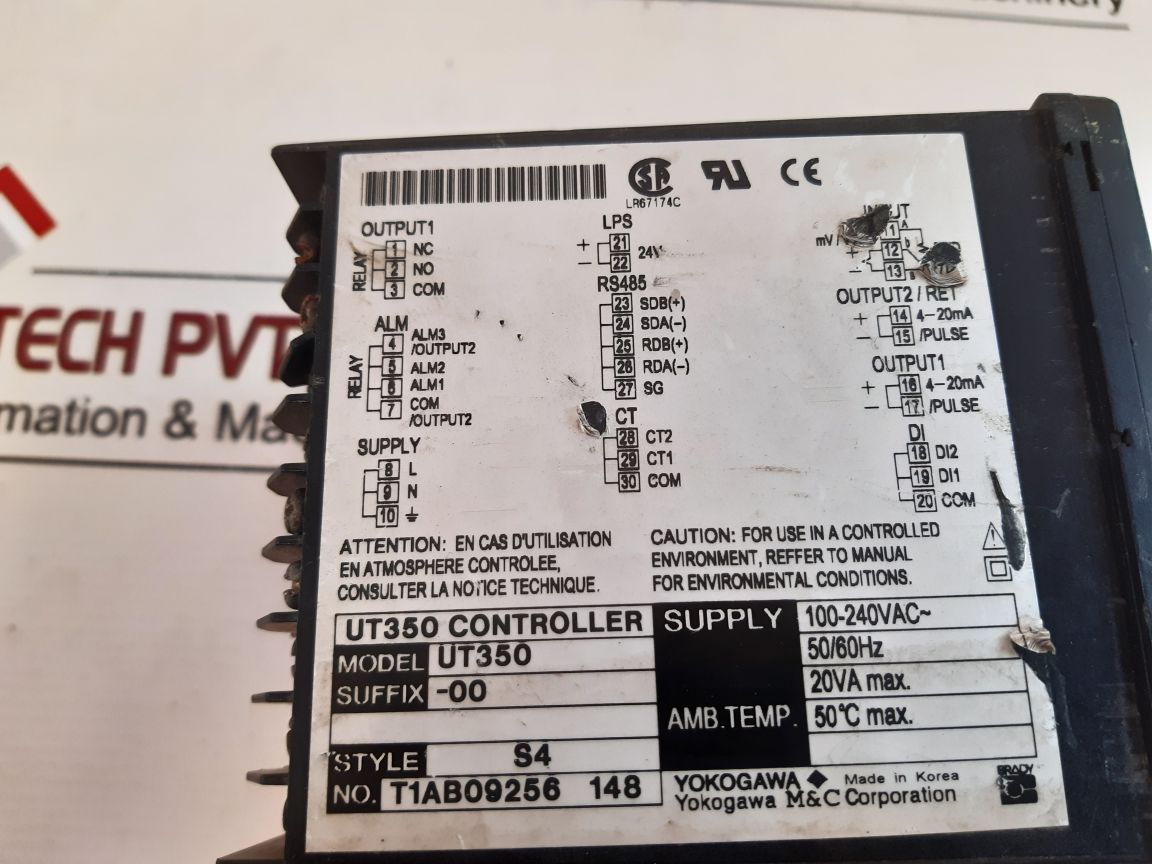 TECH PVT
mation & Ma
LR67174C
OUTPUT1
RELAY
1 NC
2 NO
3 COM
ALM
RELAY
4 ALM3
/OUTPUT2
5 ALM2
6 ALM1
7 COM
/OUTPUT2
SUPPLY
8 L
9 N
10
LPS
+ 21
- 22
24V
RS485
23 SDB(+)
24 SDA(-)
25 RDB(+)
26 RDA(-)
27 SG
CT
28 CT2
29 CT1
30 COM
mV
A
+ 12
- 13 B
OUTPUT2 / RET
+ 14 4-20mA
- 15 /PULSE
OUTPUT1
+ 16 4-20mA
- 17 /PULSE
DI
18 DI2
19 DI1
20 COM
ATTENTION: EN CAS D'UTILISATION
EN ATMOSPHERE CONTROLEE,
CONSULTER LA NOTICE TECHNIQUE.
CAUTION: FOR USE IN A CONTROLLED
ENVIRONMENT, REFFER TO MANUAL
FOR ENVIRONMENTAL CONDITIONS.
UT350 CONTROLLER
MODEL UT350
SUFFIX -00
STYLE S4
NO. T1AB09256 148
SUPPLY 100-240VAC~
50/60Hz
20VA max.
AMB.TEMP. 50°C max.
YOKOGAWA Made in Korea
Yokogawa M&C Corporation
BRADY